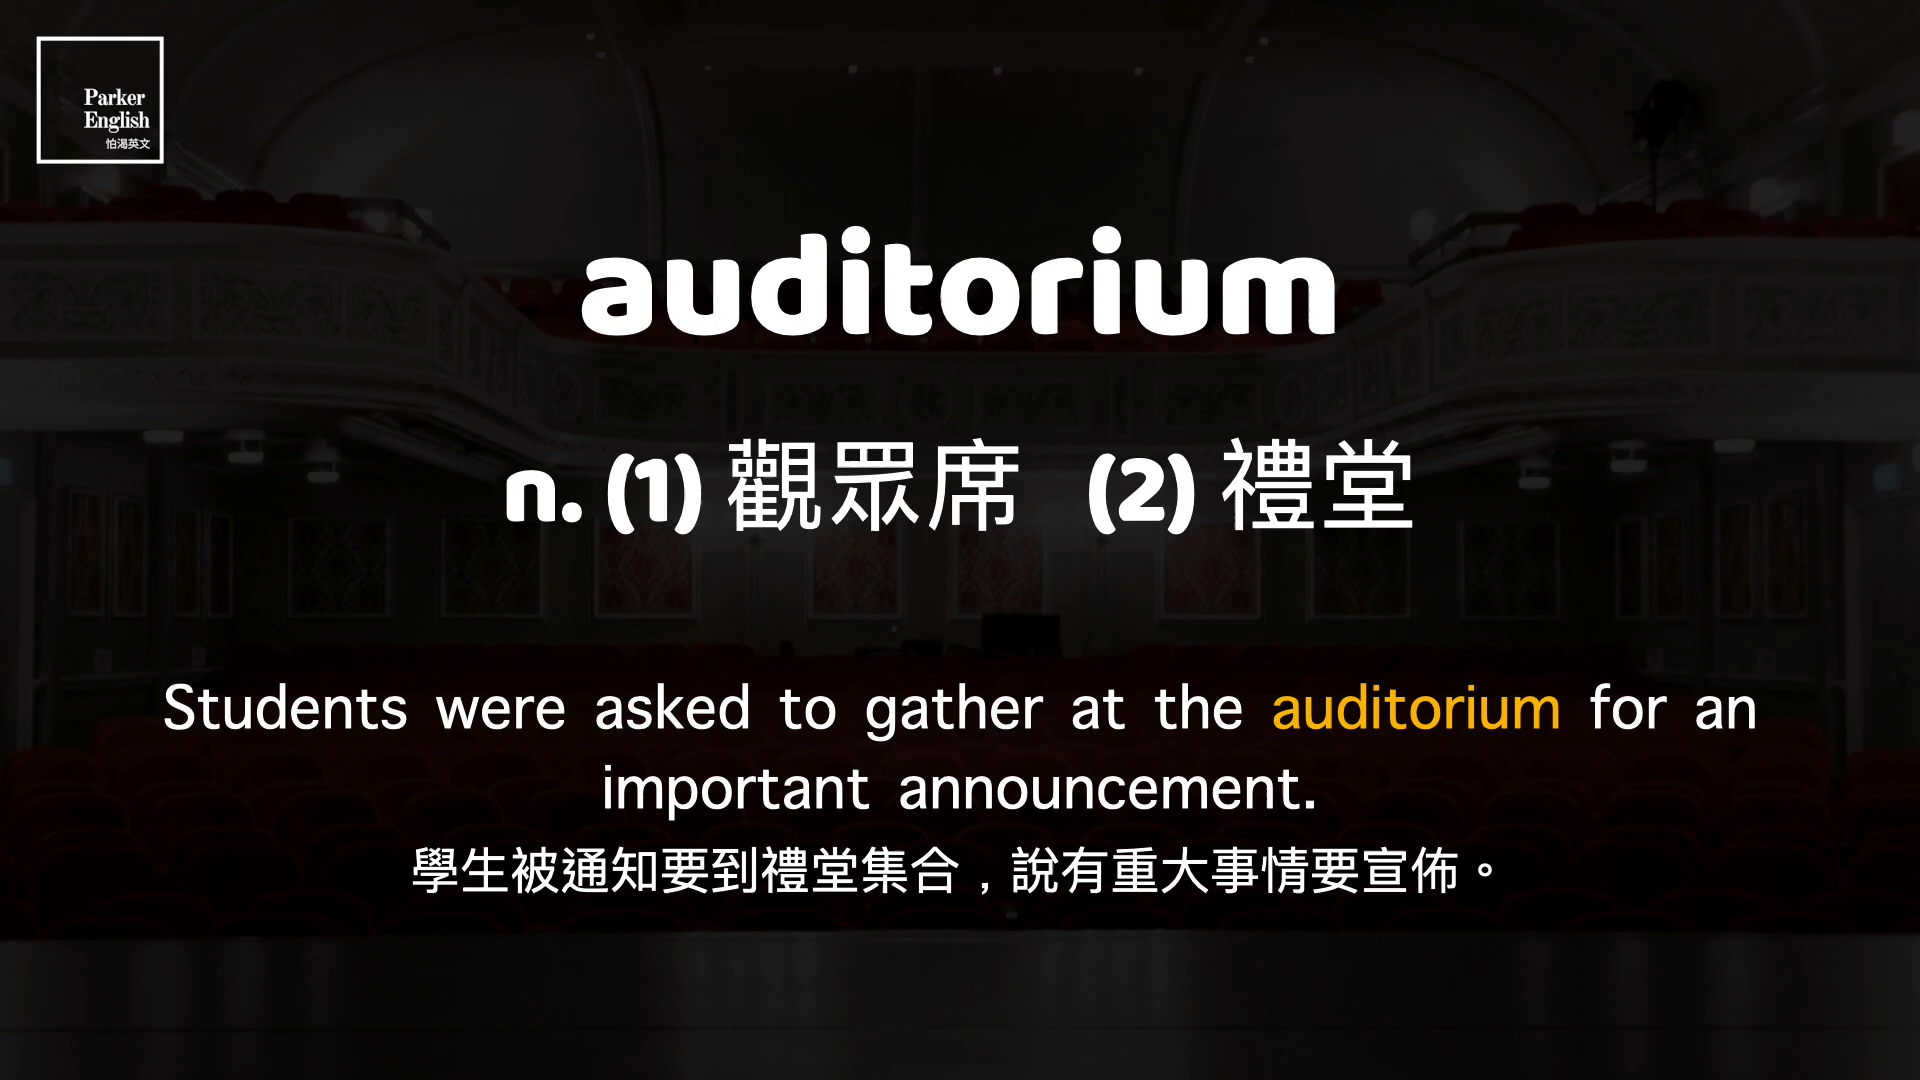 Parker
English
怕渴英文
auditorium
n. (1) 觀眾席 (2) 禮堂
Students were asked to gather at the auditorium for an
important announcement.
學生被通知要到禮堂集合，說有重大事情要宣佈。